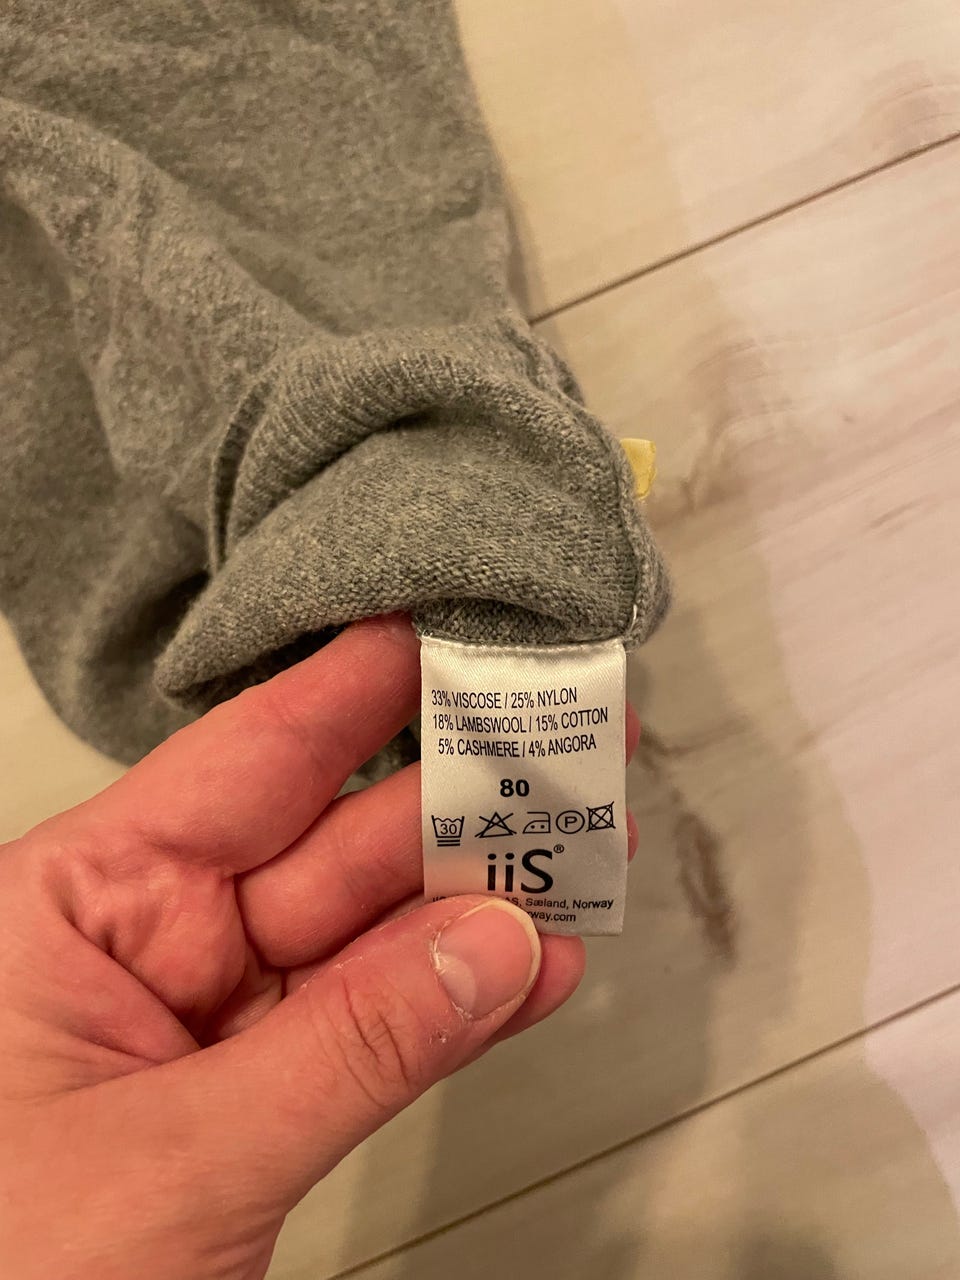 33% VISCOSE / 25% NYLON
18% LAMBSWOOL / 15% COTTON
5% CASHMERE / 4% ANGORA
80
30 P
iiS®
AS, Sæland, Norway
way.com